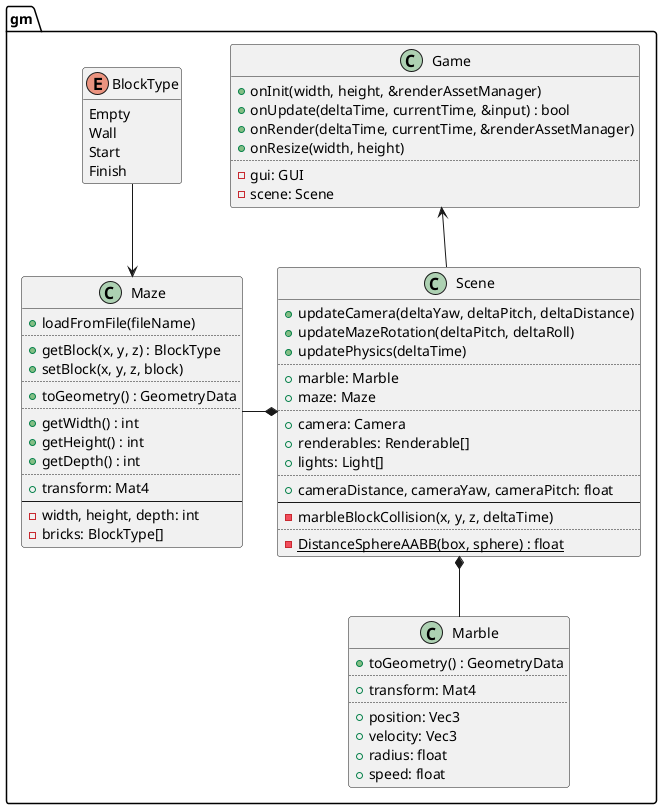 gm
E BlockType
Empty
Wall
Start
Finish
C Game
onInit(width, height, &renderAssetManager)
onUpdate(deltaTime, currentTime, &input) : bool
onRender(deltaTime, currentTime, &renderAssetManager)
onResize(width, height)
gui: GUI
scene: Scene
C Maze
loadFromFile(fileName)
getBlock(x, y, z) : BlockType
setBlock(x, y, z, block)
toGeometry() : GeometryData
getWidth() : int
getHeight() : int
getDepth() : int
transform: Mat4
width, height, depth: int
bricks: BlockType[]
C Scene
updateCamera(deltaYaw, deltaPitch, deltaDistance)
updateMazeRotation(deltaPitch, deltaRoll)
updatePhysics(deltaTime)
marble: Marble
maze: Maze
camera: Camera
renderables: Renderable[]
lights: Light[]
cameraDistance, cameraYaw, cameraPitch: float
marbleBlockCollision(x, y, z, deltaTime)
DistanceSphereAABB(box, sphere) : float
C Marble
toGeometry() : GeometryData
transform: Mat4
position: Vec3
velocity: Vec3
radius: float
speed: float